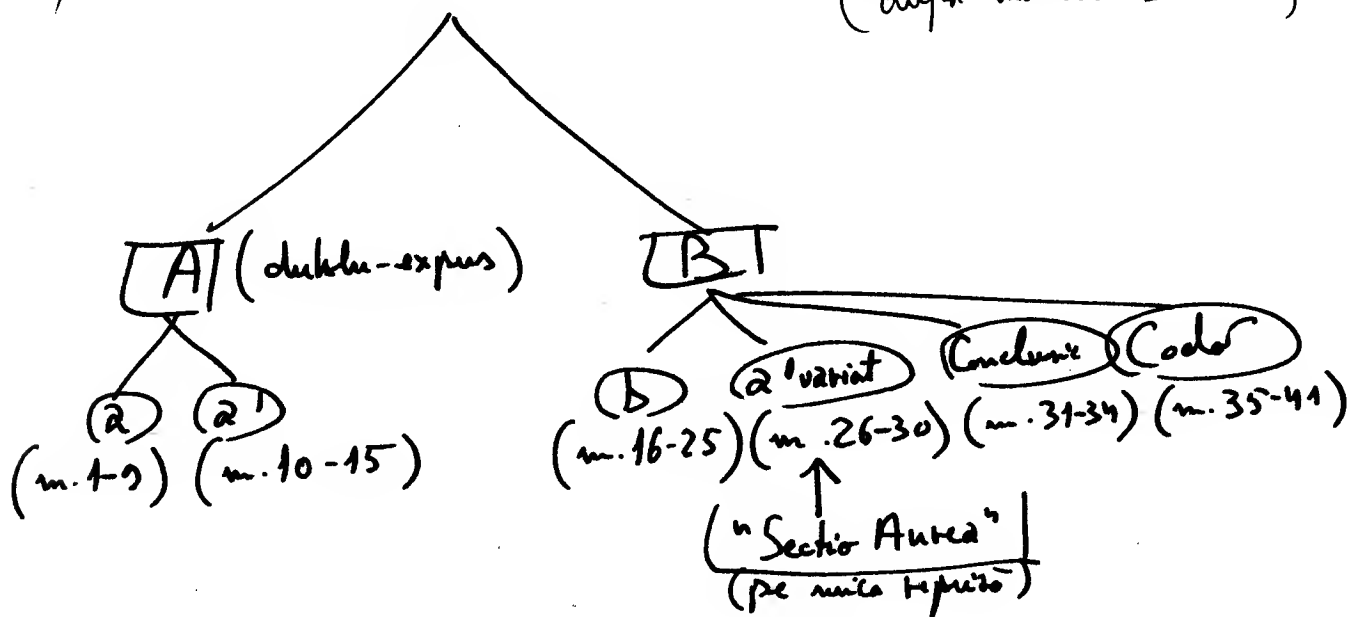 A (dublu-expus)
B
a a'
b a' variat Concluzie Coda
(m. 1-9) (m. 10-15)
(m. 16-25) (m. 26-30) (m. 31-34) (m. 35-41)
"Sectio Aurea"
(pe mica repriză)